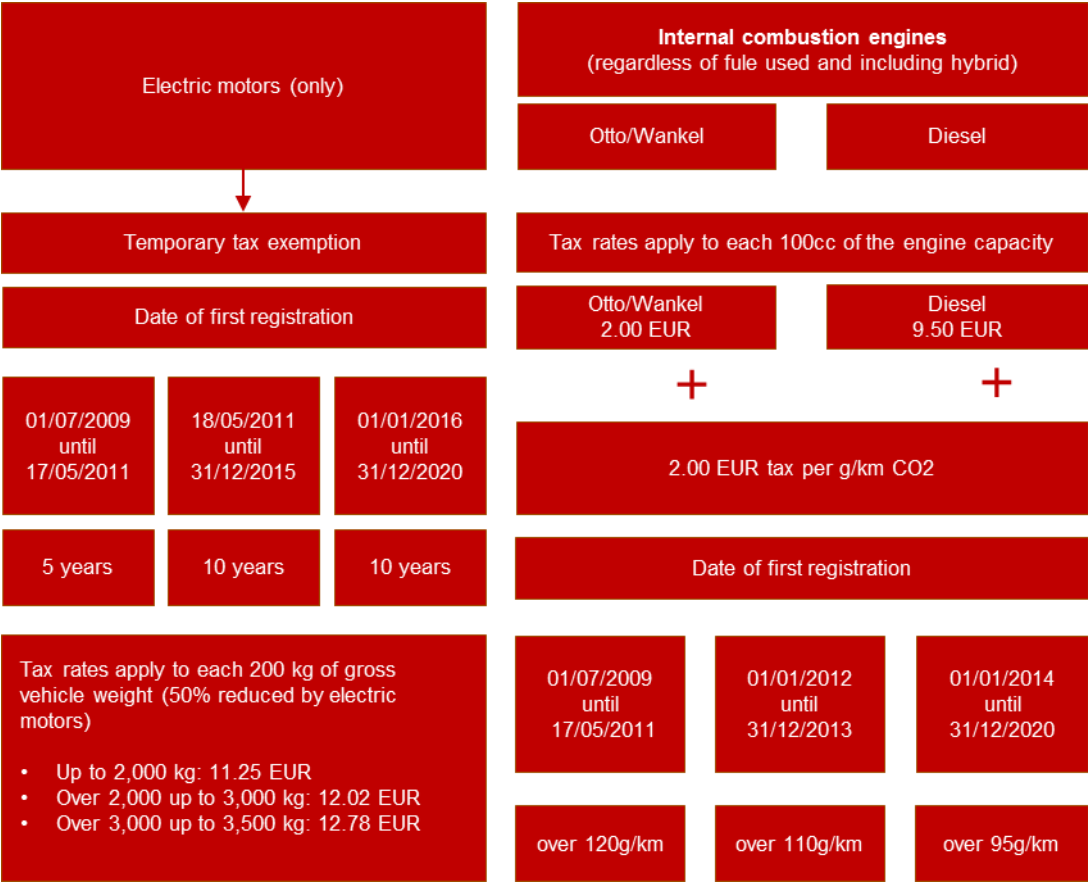 Electric motors (only)
Temporary tax exemption
Date of first registration
01/07/2009
until
17/05/2011
18/05/2011
until
31/12/2015
01/01/2016
until
31/12/2020
5 years
10 years
10 years
Tax rates apply to each 200 kg of gross
vehicle weight (50% reduced by electric
motors)
• Up to 2,000 kg: 11.25 EUR
• Over 2,000 up to 3,000 kg: 12.02 EUR
• Over 3,000 up to 3,500 kg: 12.78 EUR
Internal combustion engines
(regardless of fule used and including hybrid)
Otto/Wankel
Diesel
Tax rates apply to each 100cc of the engine capacity
Otto/Wankel
2.00 EUR
Diesel
9.50 EUR
+
+
2.00 EUR tax per g/km CO2
Date of first registration
01/07/2009
until
17/05/2011
01/01/2012
until
31/12/2013
01/01/2014
until
31/12/2020
over 120g/km
over 110g/km
over 95g/km